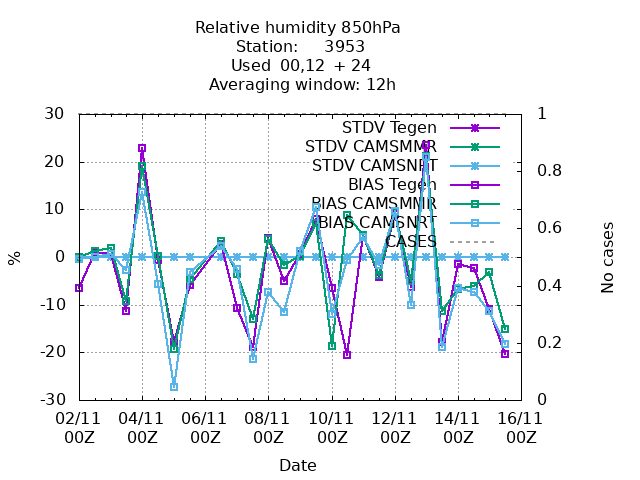 Relative humidity 850hPa
Station: 3953
Used 00,12 + 24
Averaging window: 12h
30
20
10
0
-10
-20
-30
%
1
0.8
0.6
0.4
0.2
0
No cases
STDV Tegen
STDV CAMSMMR
STDV CAMSNRT
BIAS Tegen
BIAS CAMSMMR
BIAS CAMSNRT
CASES
02/11 04/11 06/11 08/11 10/11 12/11 14/11 16/11
00Z 00Z 00Z 00Z 00Z 00Z 00Z 00Z
Date